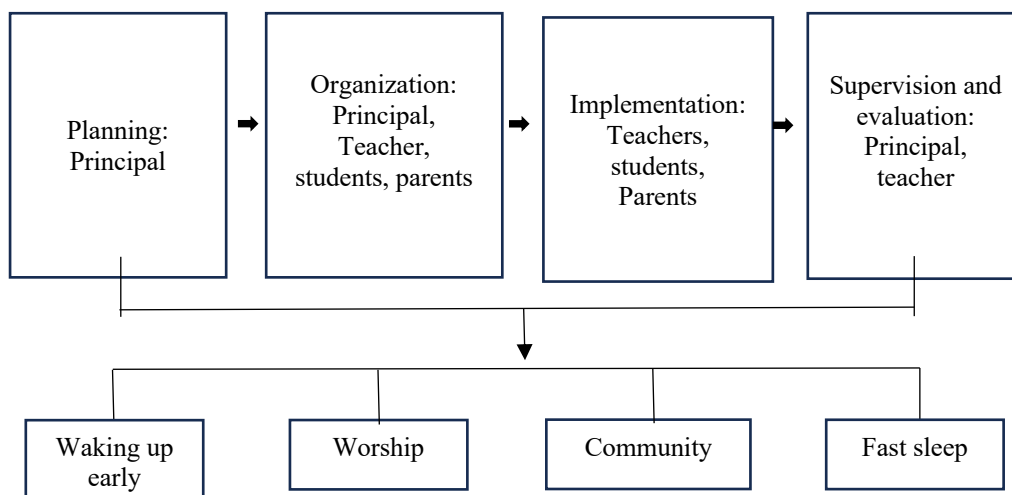 Planning:
Principal
Organization:
Principal,
Teacher,
students, parents
Implementation:
Teachers,
students,
Parents
Supervision and
evaluation:
Principal,
teacher
Waking up
early
Worship
Community
Fast sleep